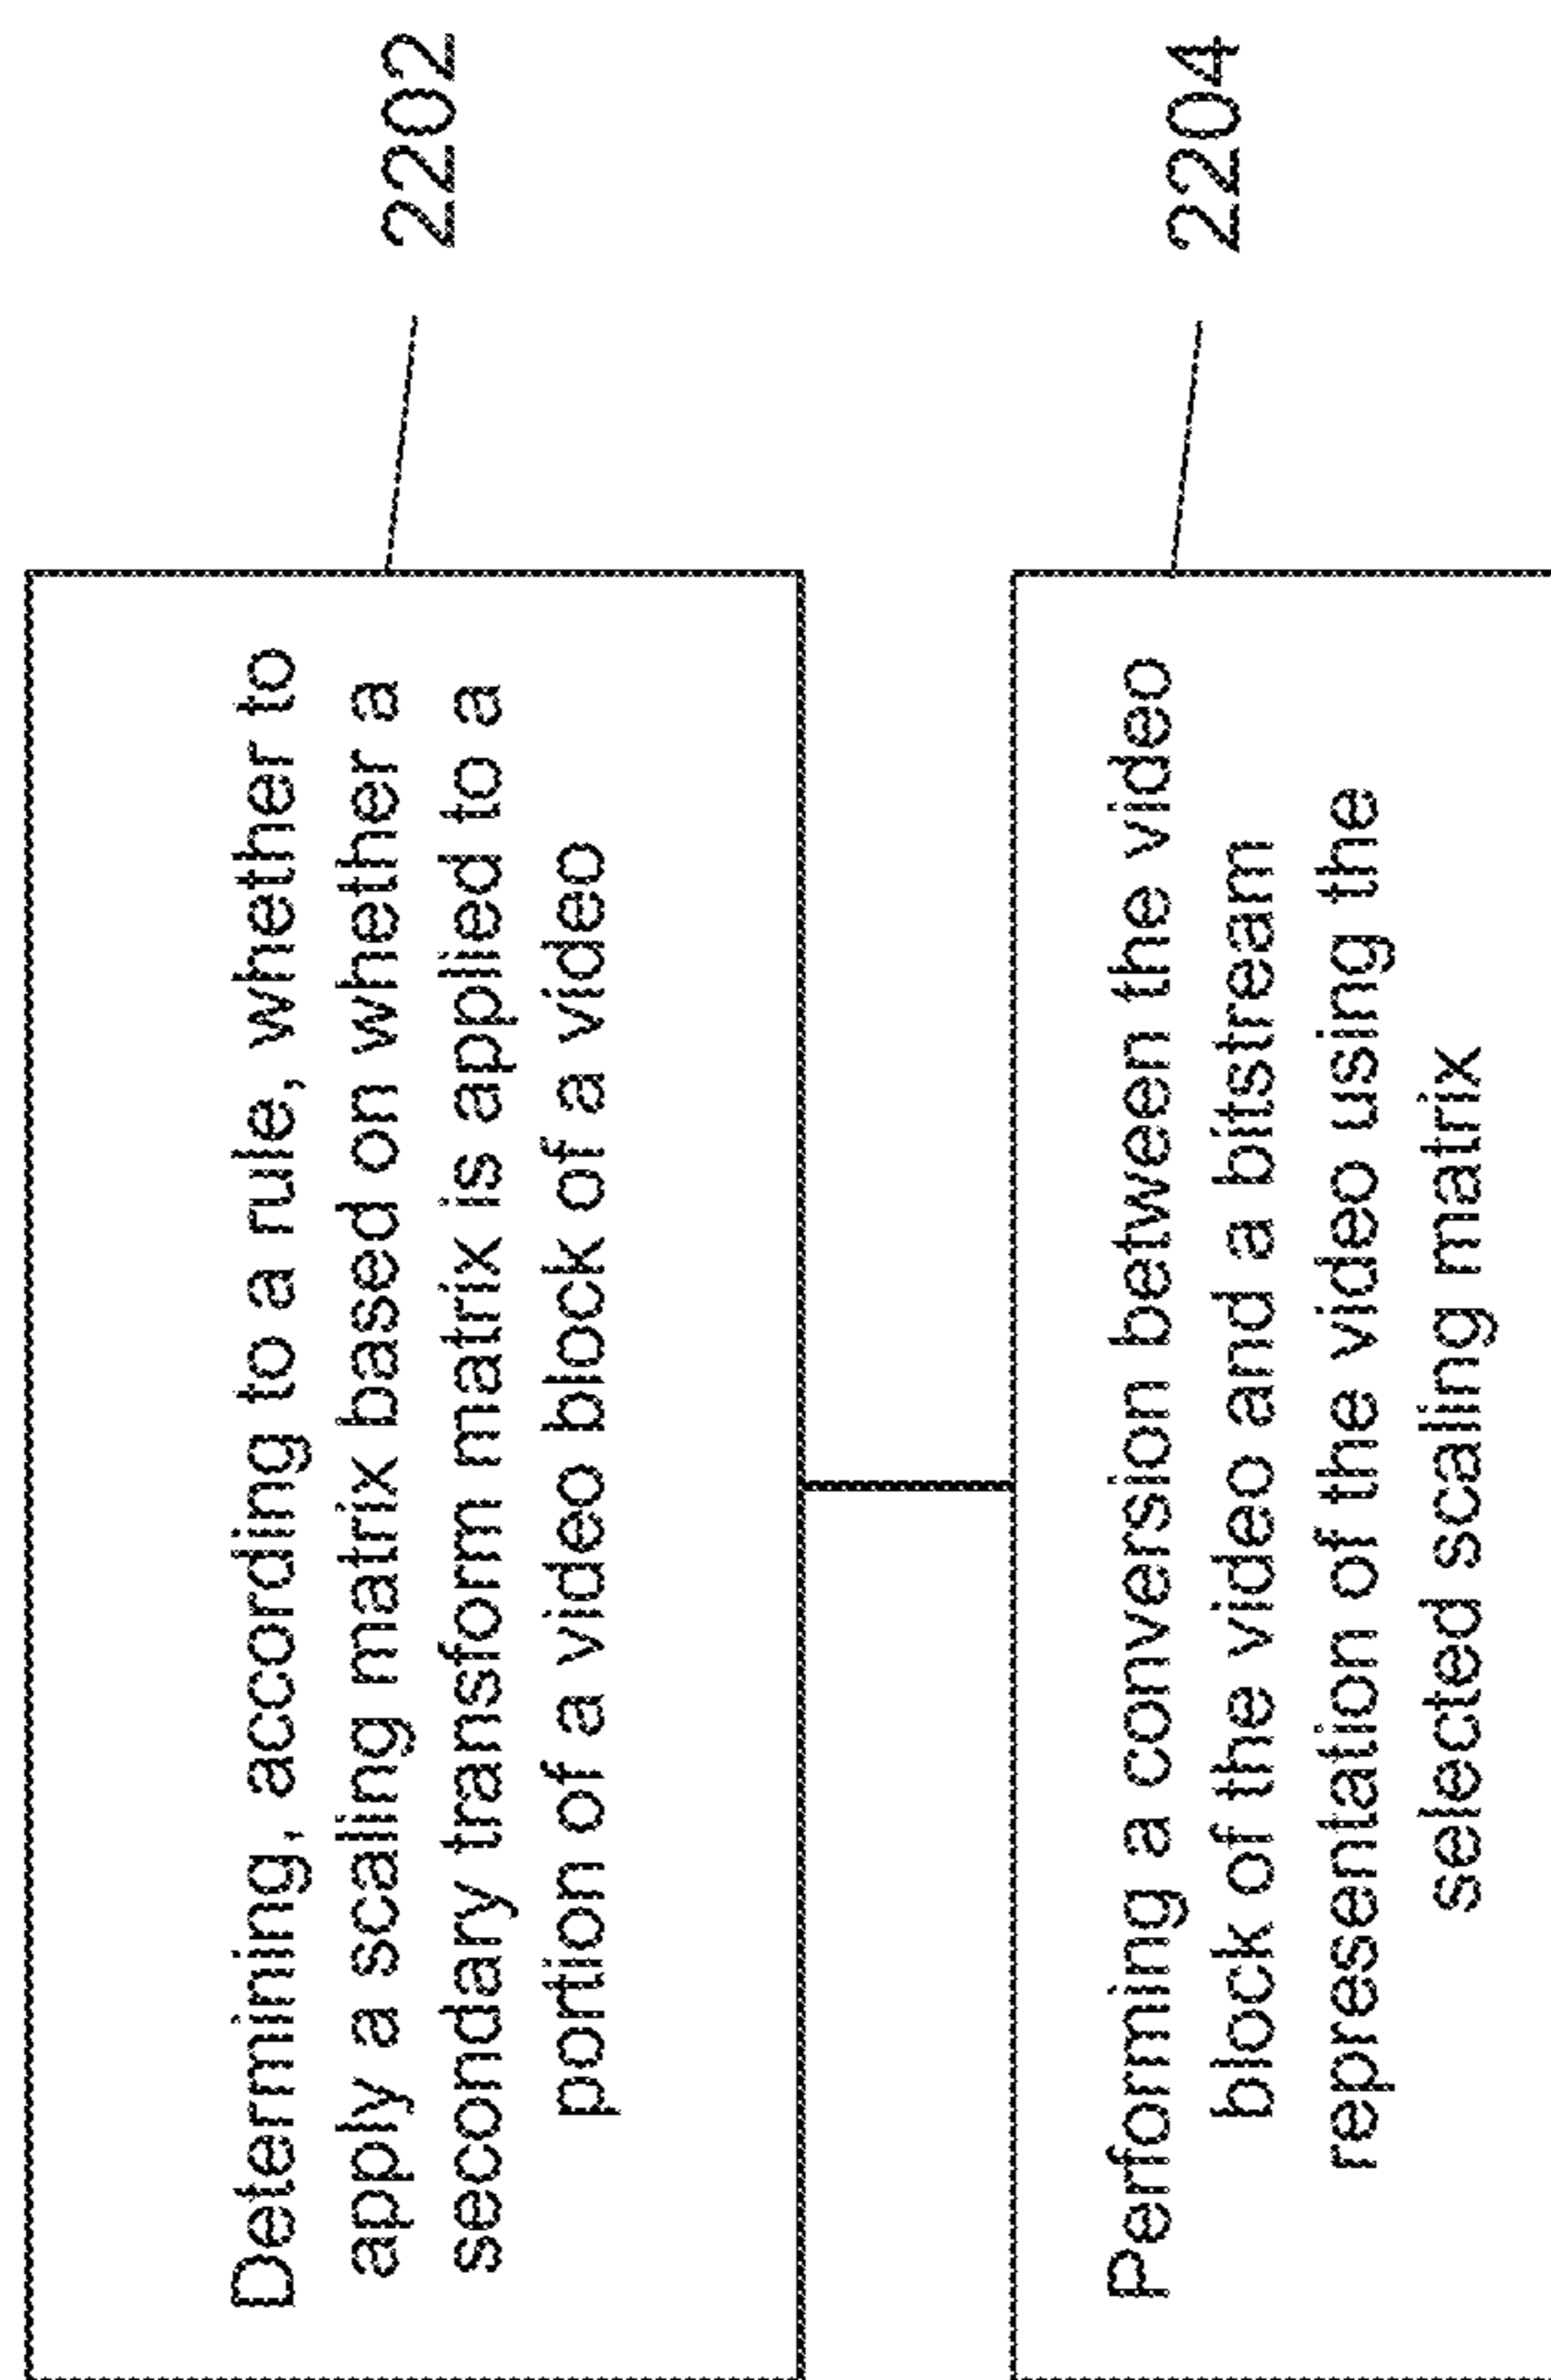 Determining, according to a rule, whether to
apply a scaling matrix based on whether a
secondary transform matrix is applied to a
portion of a video block of a video
2202
Performing a conversion between the video
block of the video and a bitstream
representation of the video using the
selected scaling matrix
2204